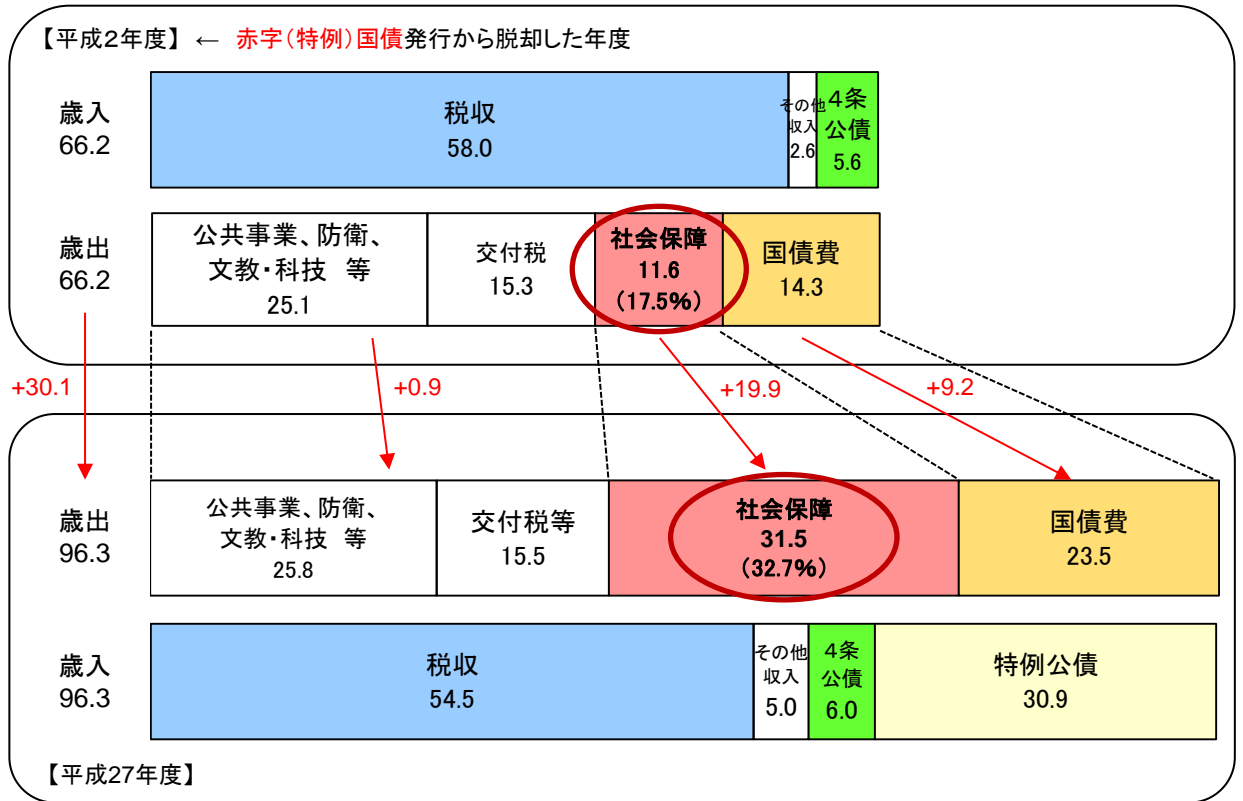 【平成2年度】 ← 赤字(特例)国債発行から脱却した年度
歳入
66.2
税収
58.0
その他
収入
2.6
4条
公債
5.6
歳出
66.2
公共事業、防衛、
文教・科技 等
25.1
交付税
15.3
社会保障
11.6
(17.5%)
国債費
14.3
+30.1
+0.9
+19.9
+9.2
歳出
96.3
公共事業、防衛、
文教・科技 等
25.8
交付税等
15.5
社会保障
31.5
(32.7%)
国債費
23.5
歳入
96.3
税収
54.5
その他
収入
5.0
4条
公債
6.0
特例公債
30.9
【平成27年度】